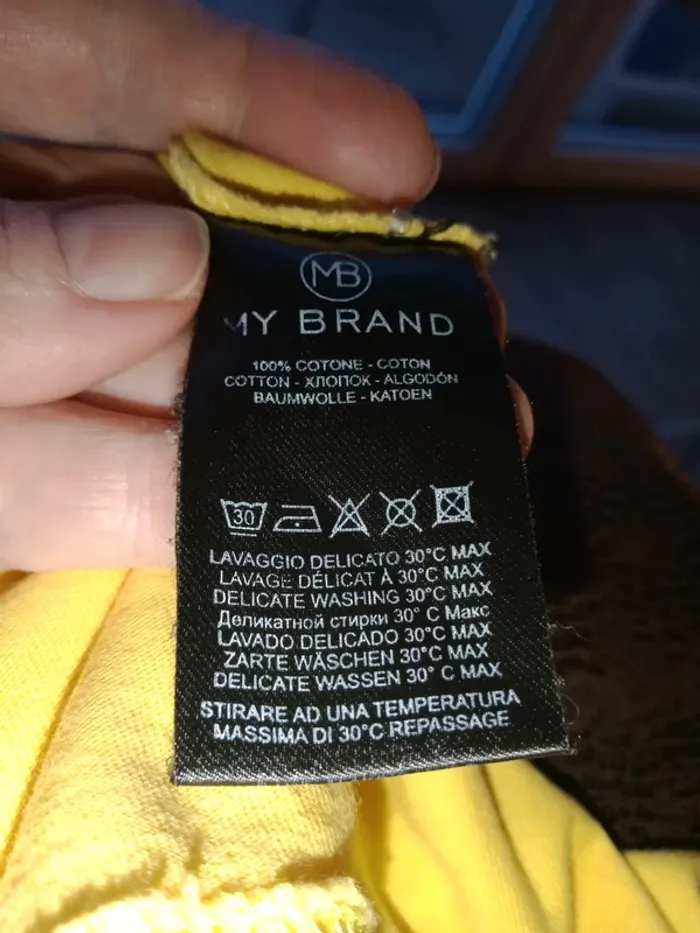 MB
MY BRAND
100% COTONE - COTON
COTTON - ХЛОПОК - ALGODÓN
BAUMWOLLE - KATOEN
30
LAVAGGIO DELICATO 30°C MAX
LAVAGE DÉLICAT À 30°C MAX
DELICATE WASHING 30°C MAX
Деликатной стирки 30° С Макс
LAVADO DELICADO 30°C MAX
ZARTE WÄSCHEN 30°C MAX
DELICATE WASSEN 30° C MAX
STIRARE AD UNA TEMPERATURA
MASSIMA DI 30°C REPASSAGE